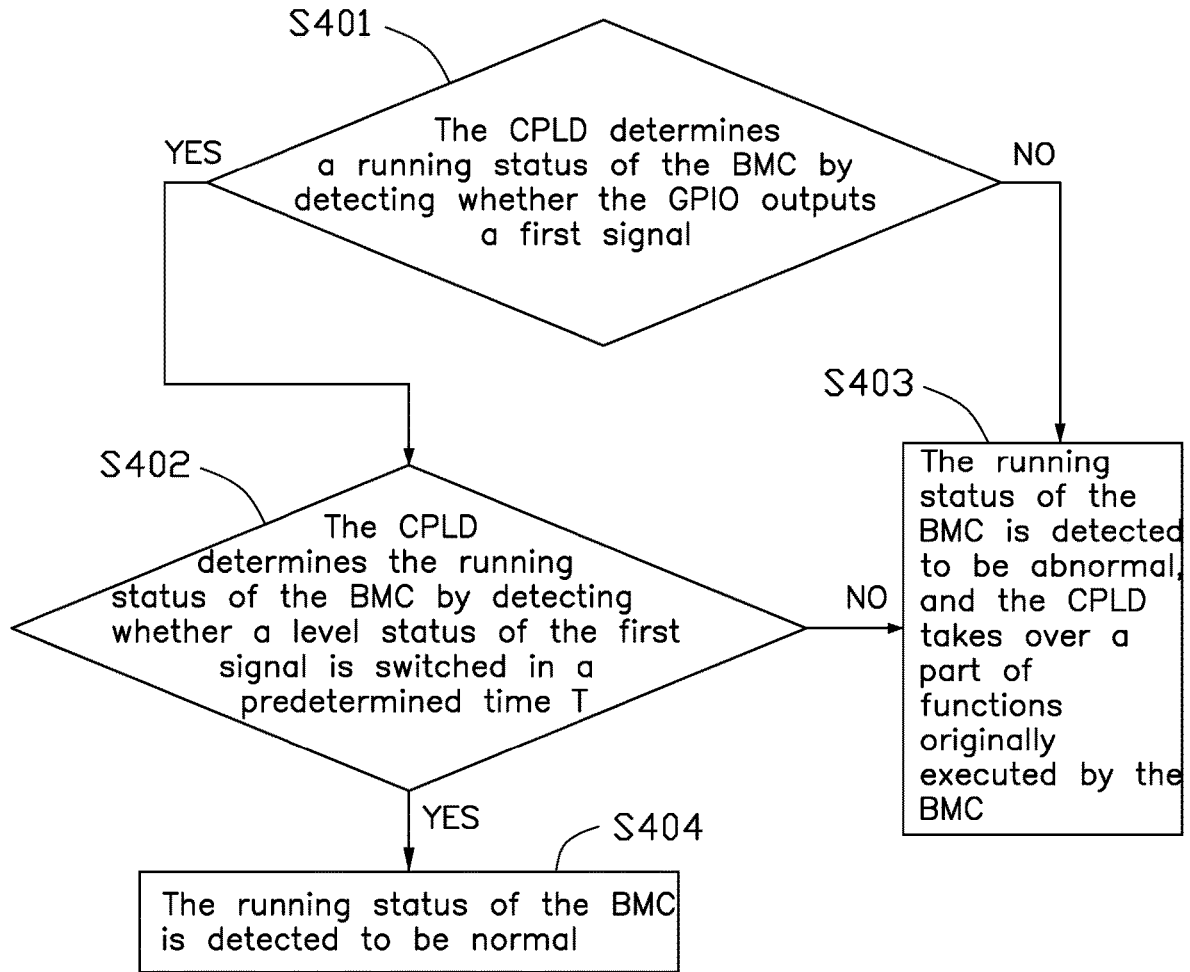 S401
The CPLD determines
a running status of the BMC by
detecting whether the GPIO outputs
a first signal
YES
NO
S402
The CPLD
determines the running
status of the BMC by detecting
whether a level status of the first
signal is switched in a
predetermined time T
NO
YES
S403
The running
status of the
BMC is detected
to be abnormal,
and the CPLD
takes over a
part of
functions
originally
executed by the
BMC
S404
The running status of the BMC
is detected to be normal